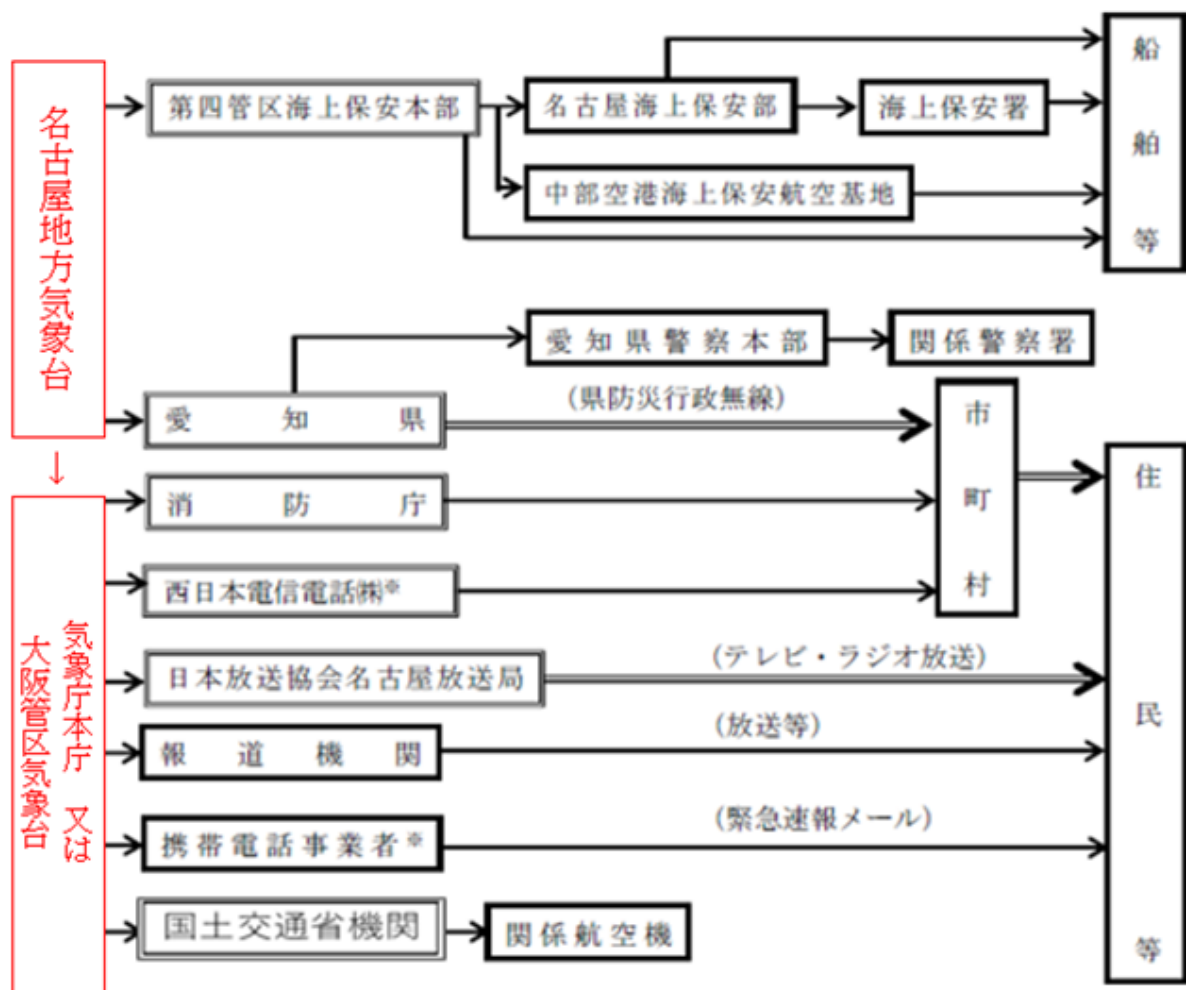 名古屋地方気象台
↓
気象庁本庁 又は
大阪管区気象台
第四管区海上保安本部
名古屋海上保安部
海上保安署
中部空港海上保安航空基地
船舶等
愛知県警察本部
関係警察署
愛知県
(県防災行政無線)
市町村
消防庁
西日本電信電話㈱※
日本放送協会名古屋放送局
(テレビ・ラジオ放送)
報道機関
(放送等)
携帯電話事業者※
(緊急速報メール)
国土交通省機関
関係航空機
住民等